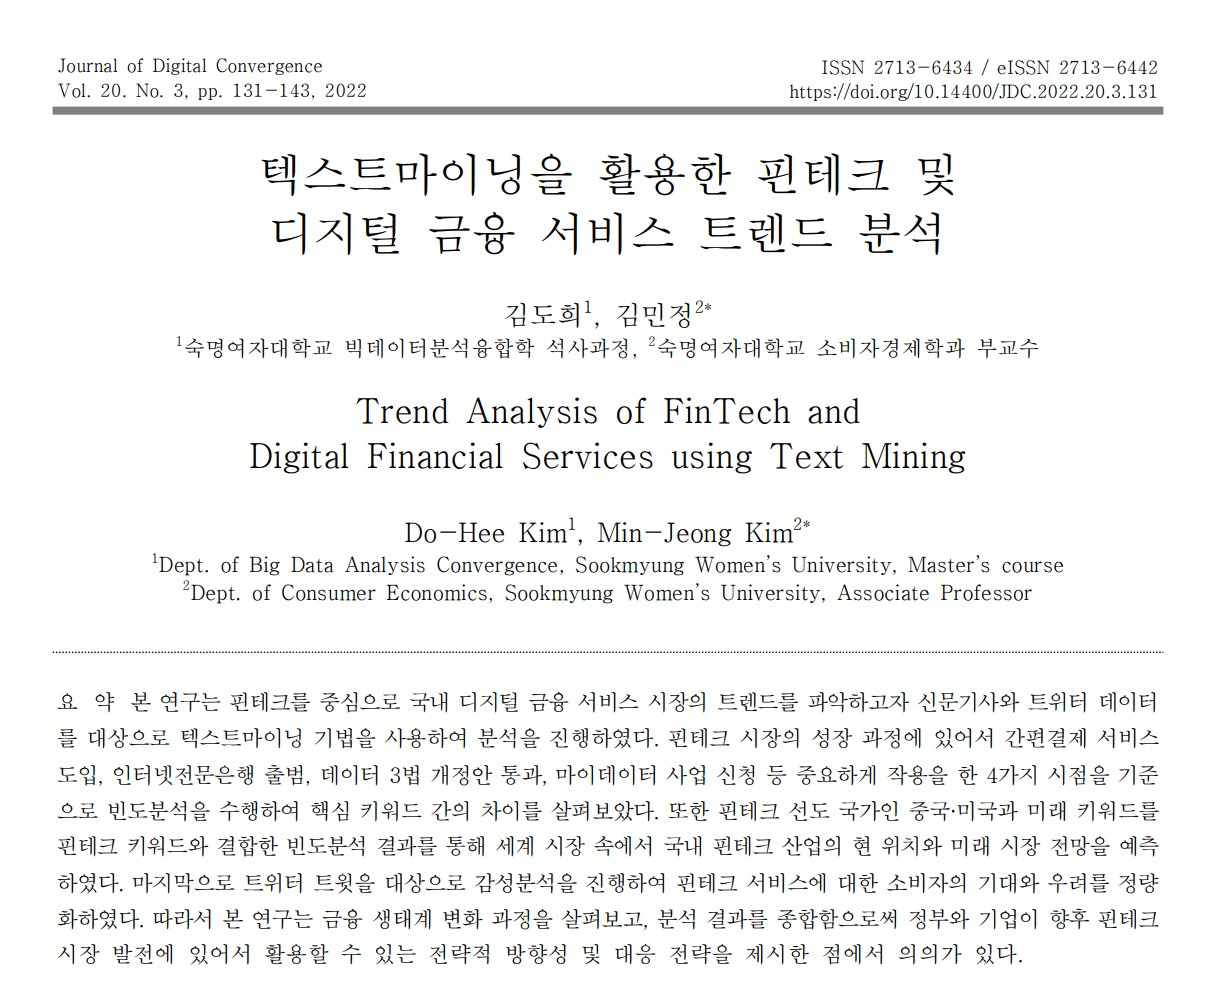 Journal of Digital Convergence
Vol. 20. No. 3, pp. 131-143, 2022
ISSN 2713-6434 / eISSN 2713-6442
https://doi.org/10.14400/JDC.2022.20.3.131
텍스트마이닝을 활용한 핀테크 및
디지털 금융 서비스 트렌드 분석
김도희1, 김민정2*
1숙명여자대학교 빅데이터분석융합학 석사과정, 2숙명여자대학교 소비자경제학과 부교수
Trend Analysis of FinTech and
Digital Financial Services using Text Mining
Do-Hee Kim1, Min-Jeong Kim2*
1Dept. of Big Data Analysis Convergence, Sookmyung Women's University, Master's course
2Dept. of Consumer Economics, Sookmyung Women's University, Associate Professor
요 약 본 연구는 핀테크를 중심으로 국내 디지털 금융 서비스 시장의 트렌드를 파악하고자 신문기사와 트위터 데이터
를 대상으로 텍스트마이닝 기법을 사용하여 분석을 진행하였다. 핀테크 시장의 성장 과정에 있어서 간편결제 서비스
도입, 인터넷전문은행 출범, 데이터 3법 개정안 통과, 마이데이터 사업 신청 등 중요하게 작용을 한 4가지 시점을 기준
으로 빈도분석을 수행하여 핵심 키워드 간의 차이를 살펴보았다. 또한 핀테크 선도 국가인 중국·미국과 미래 키워드를
핀테크 키워드와 결합한 빈도분석 결과를 통해 세계 시장 속에서 국내 핀테크 산업의 현 위치와 미래 시장 전망을 예측
하였다. 마지막으로 트위터 트윗을 대상으로 감성분석을 진행하여 핀테크 서비스에 대한 소비자의 기대와 우려를 정량
화하였다. 따라서 본 연구는 금융 생태계 변화 과정을 살펴보고, 분석 결과를 종합함으로써 정부와 기업이 향후 핀테크
시장 발전에 있어서 활용할 수 있는 전략적 방향성 및 대응 전략을 제시한 점에서 의의가 있다.